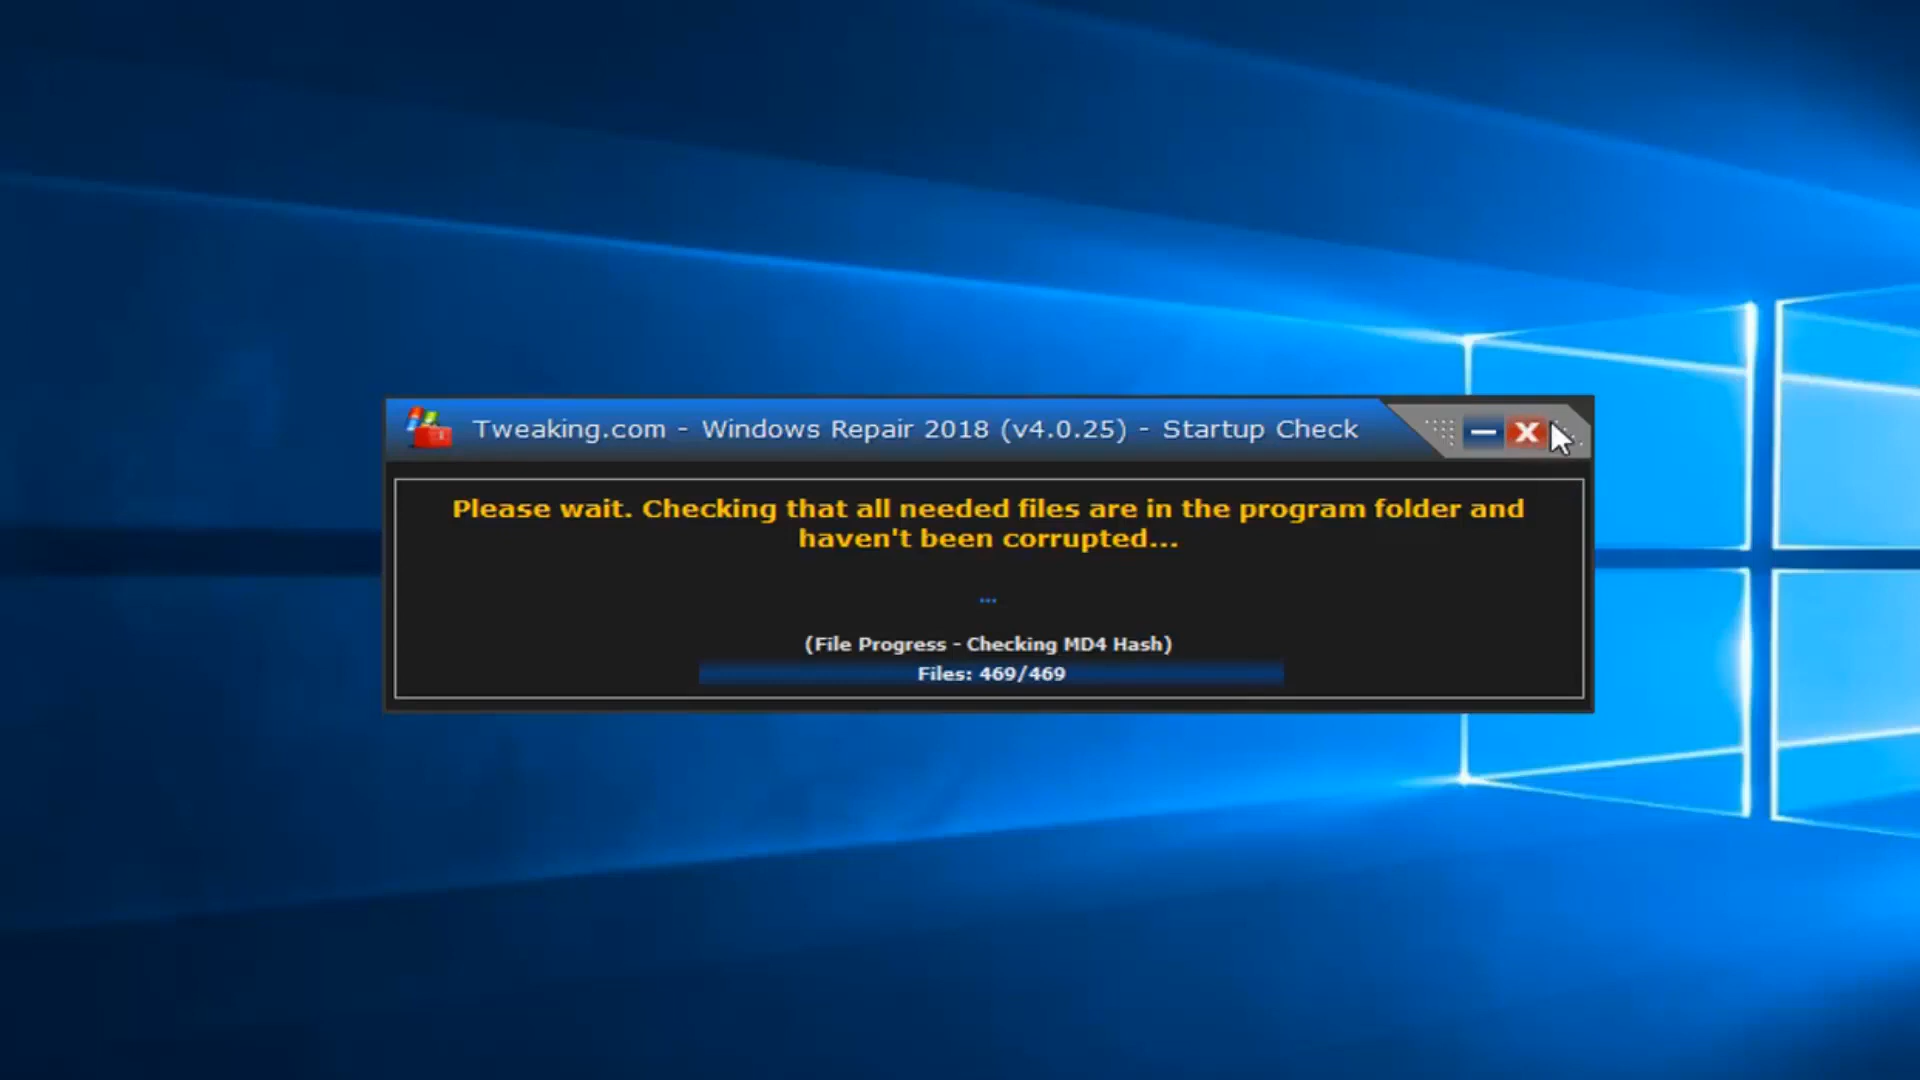 Tweaking.com - Windows Repair 2018 (v4.0.25) - Startup Check
Please wait. Checking that all needed files are in the program folder and
haven't been corrupted...
...
(File Progress - Checking MD4 Hash)
Files: 469/469